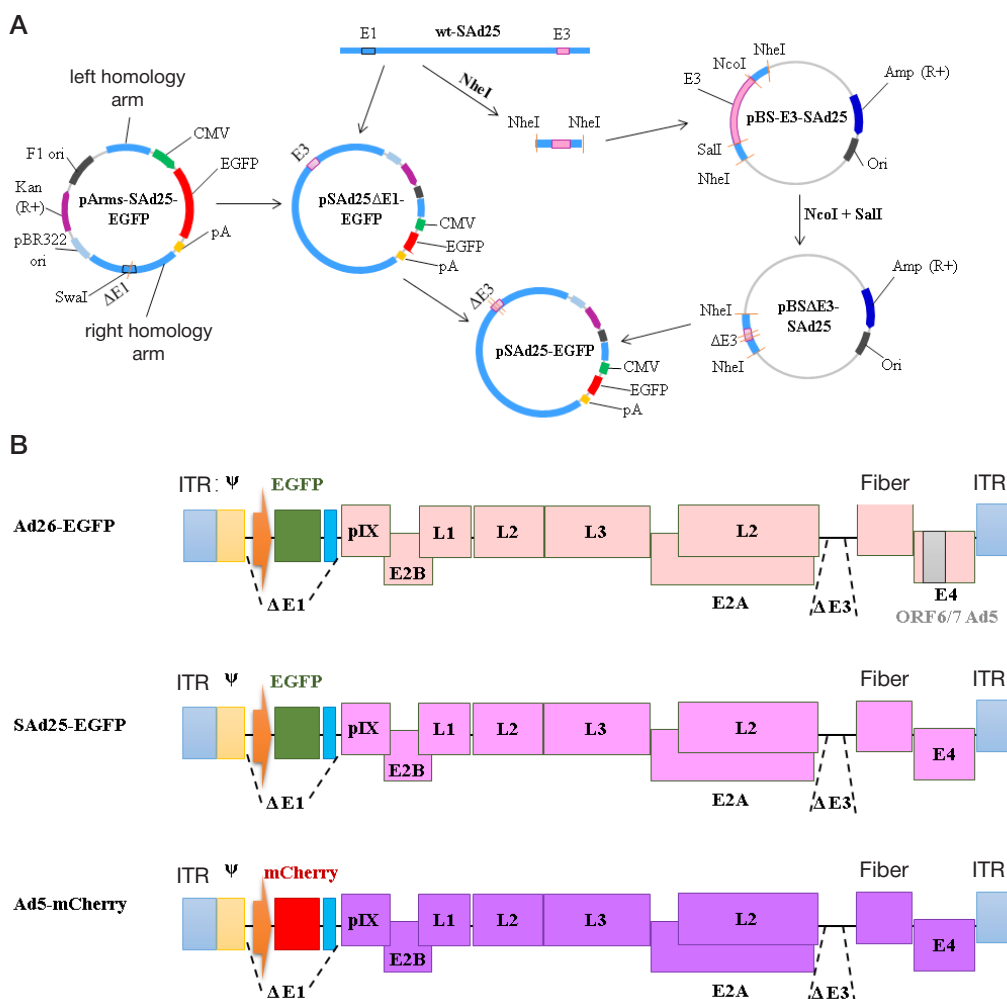 A
E1
wt-SAd25
E3
left homology
arm
CMV
F1 ori
EGFP
Kan
(R+)
pArms-SAd25-
EGFP
pBR322
ori
pA
SwaI
ΔE1
right homology
arm
E3
pSAd25ΔE1-
EGFP
CMV
EGFP
pA
NheI
NheI
NheI
NheI
NcoI
E3
Amp (R+)
pBS-E3-SAd25
SalI
Ori
NheI
NcoI + SalI
Amp (R+)
NheI
pBSΔE3-
SAd25
ΔE3
NheI
Ori
ΔE3
pSAd25-EGFP
CMV
EGFP
pA
B
ITR : Ψ EGFP Fiber ITR
Ad26-EGFP
pIX L1 L2 L3 L2
E2B
ΔE1 E2A ΔE3 E4
ORF6/7 Ad5
ITR Ψ EGFP Fiber ITR
SAd25-EGFP
pIX L1 L2 L3 L2
E2B E4
ΔE1 E2A ΔE3
ITR Ψ mCherry Fiber ITR
Ad5-mCherry
pIX L1 L2 L3 L2
E2B E4
ΔE1 E2A ΔE3